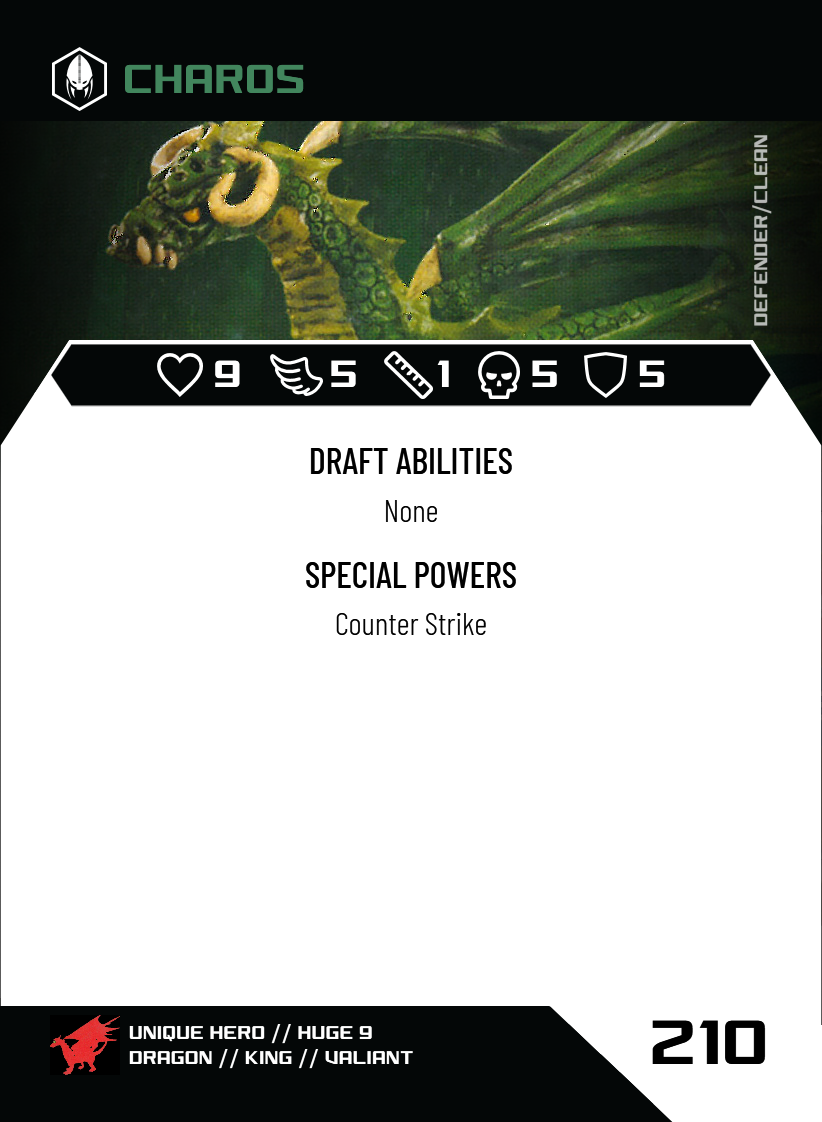 CHAROS
DEFENDER/CLEAN
9 5 1 5 5
DRAFT ABILITIES
None
SPECIAL POWERS
Counter Strike
UNIQUE HERO // HUGE 9
DRAGON // KING // VALIANT
210